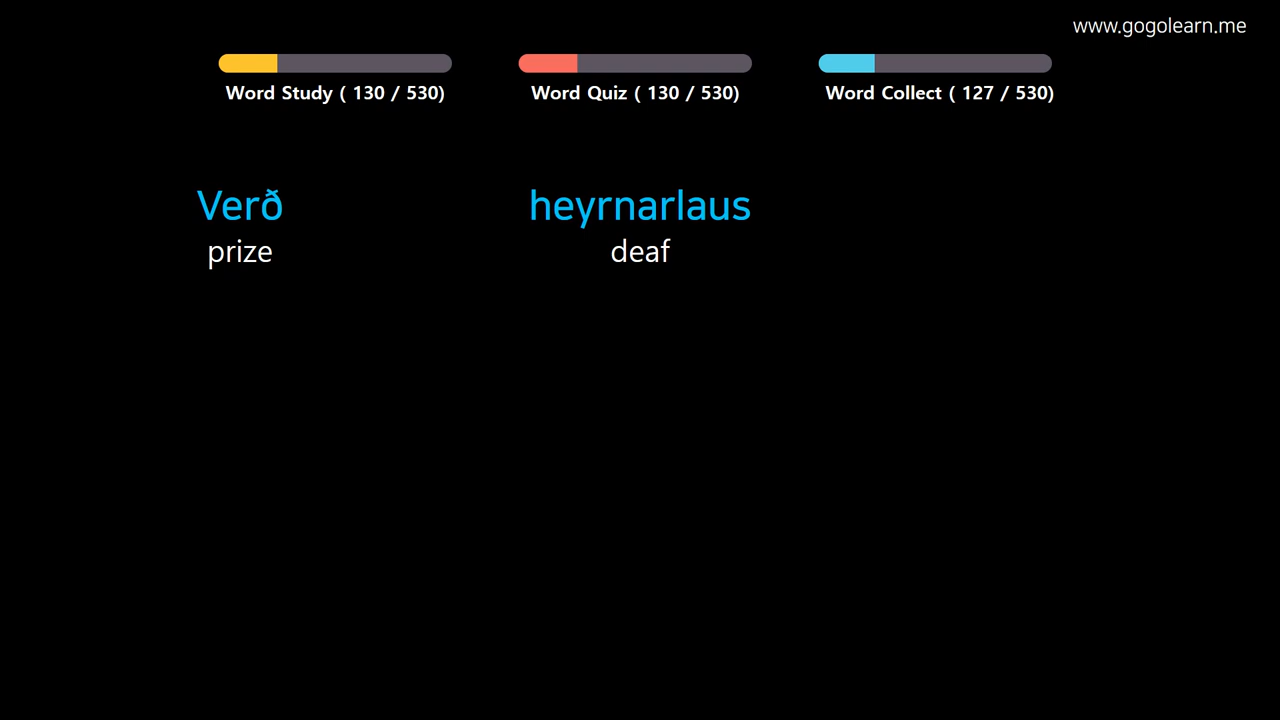 www.gogolearn.me
Word Study ( 130 / 530)
Word Quiz ( 130 / 530)
Word Collect ( 127 / 530)
Verð
prize
heyrnarlaus
deaf